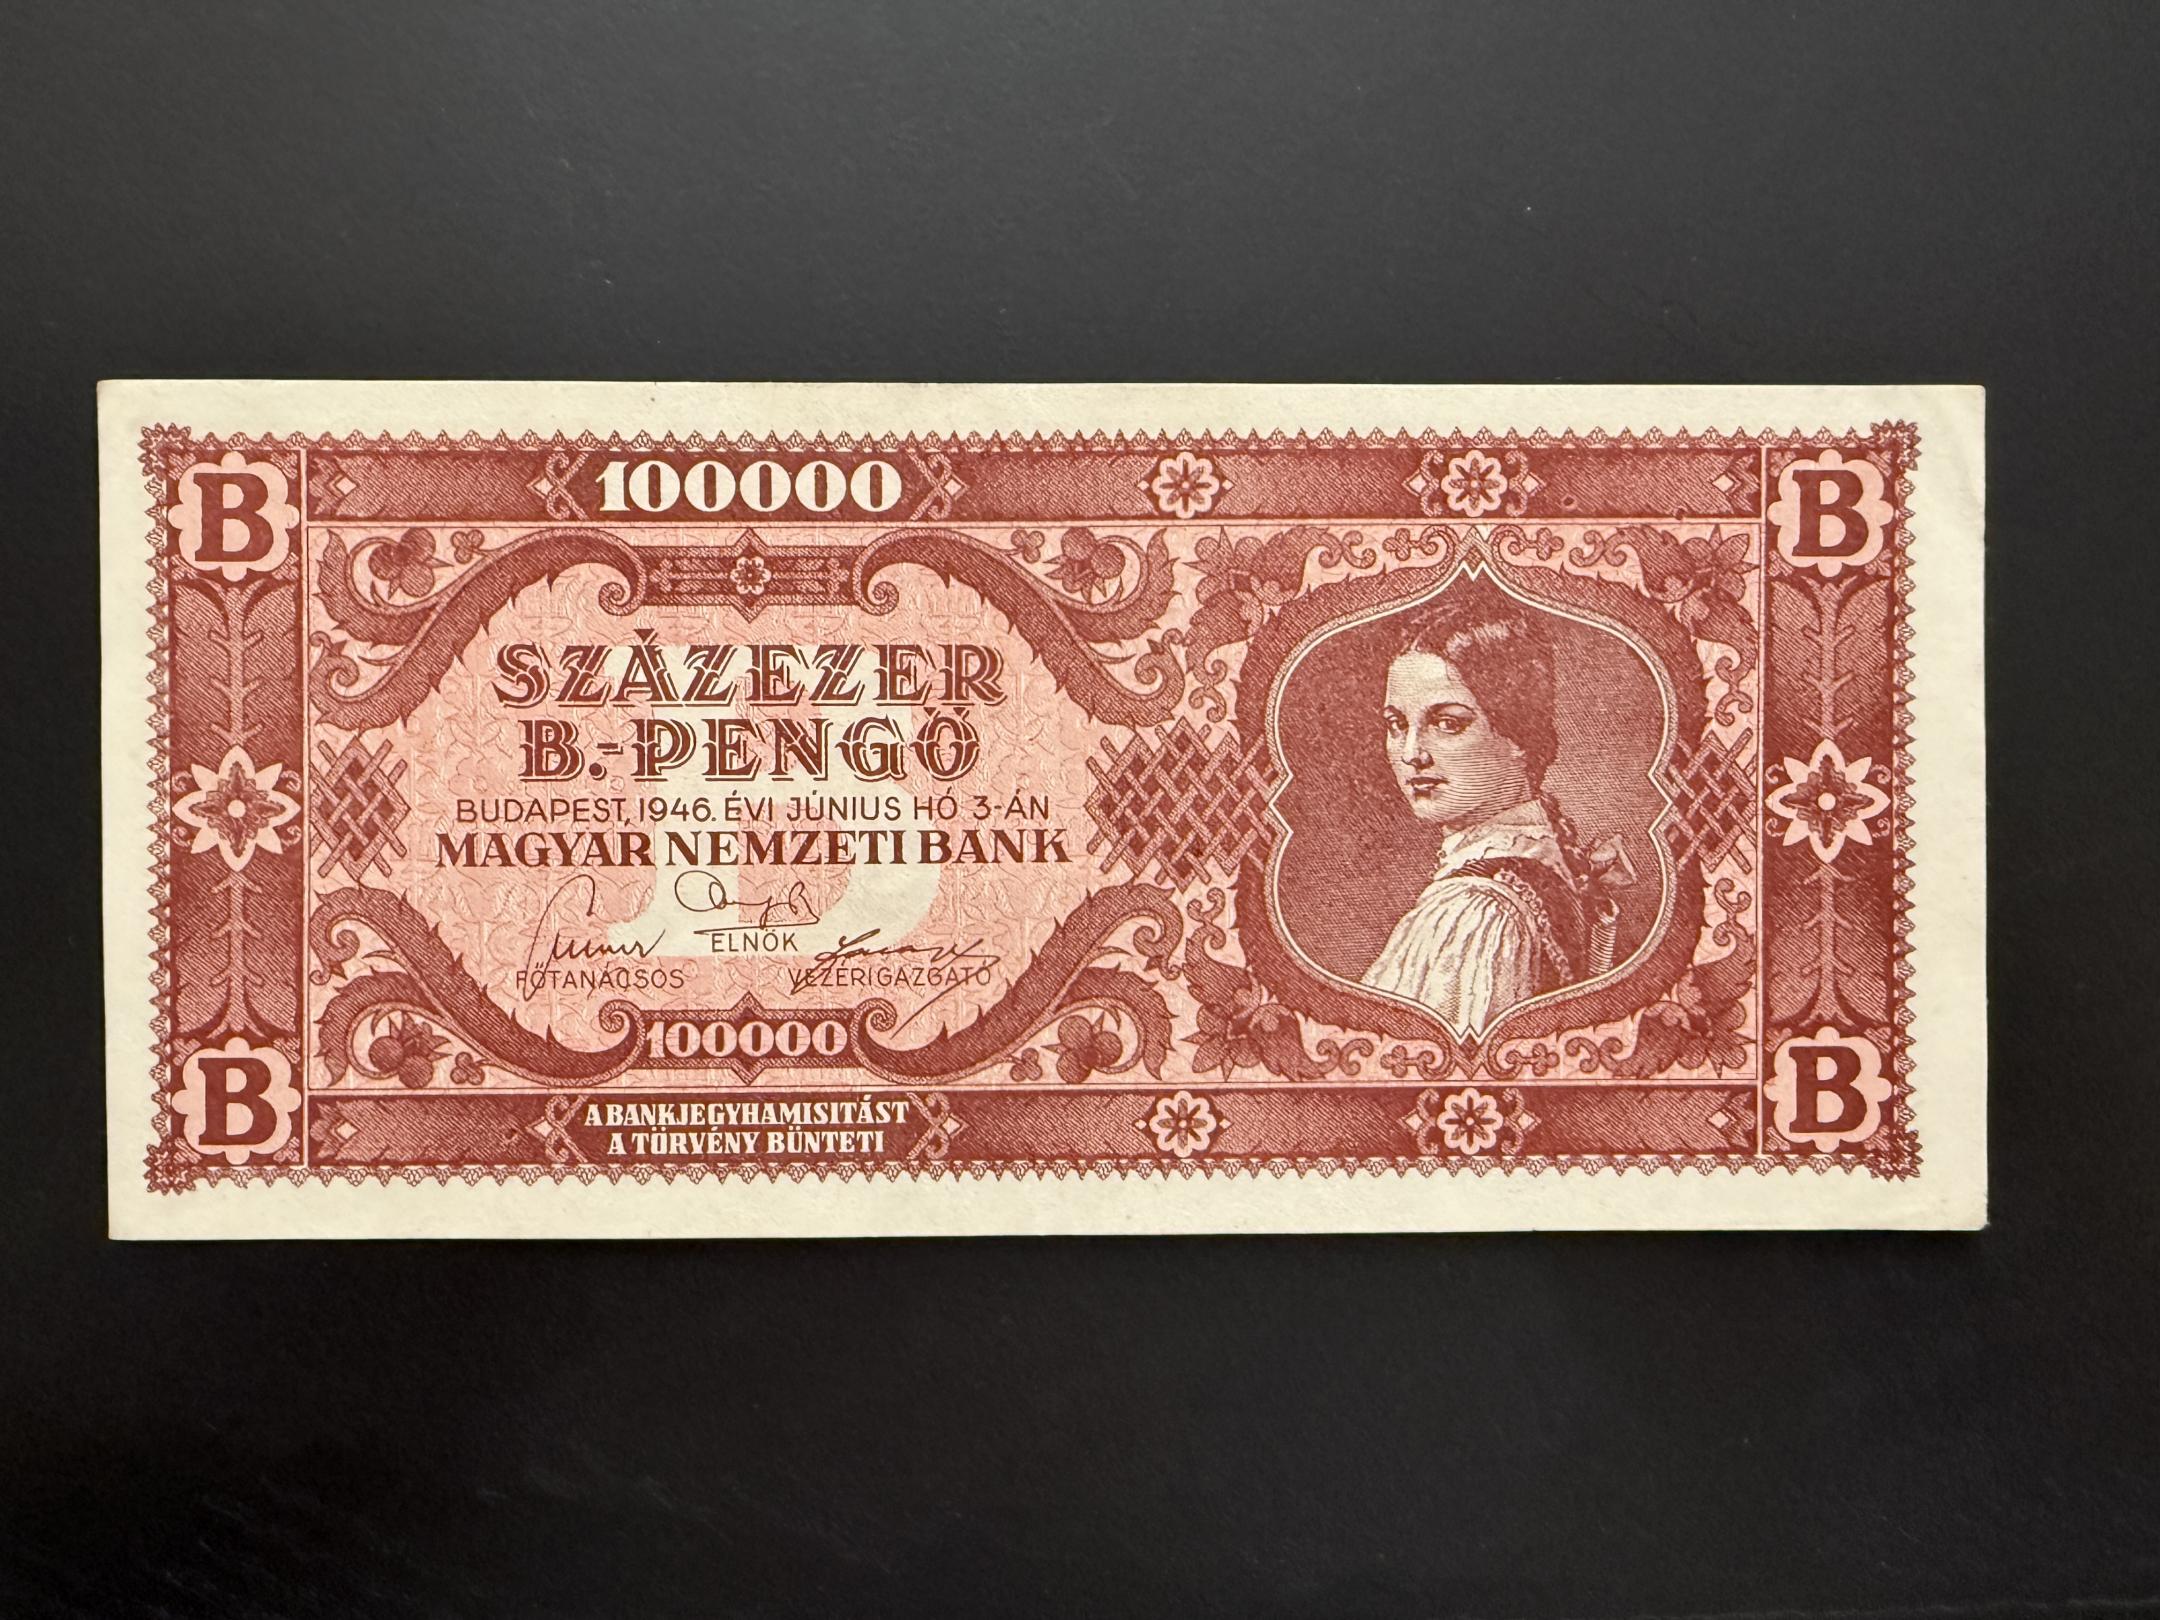 B 100000 B
SZÁZEZER
B.-PENGŐ
BUDAPEST, 1946. ÉVI JÚNIUS HÓ 3-ÁN
MAGYAR NEMZETI BANK
ELNÖK
FŐTANÁCSOS VEZÉRIGAZGATÓ
100000
B A BANKJEGYHAMISITÁST B
A TÖRVÉNY BÜNTETI